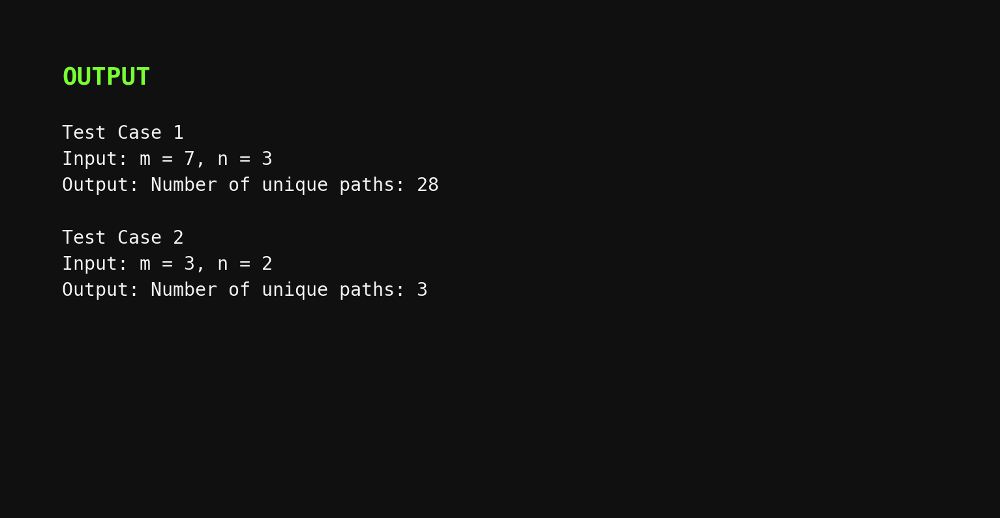 OUTPUT
Test Case 1
Input: m = 7, n = 3
Output: Number of unique paths: 28
Test Case 2
Input: m = 3, n = 2
Output: Number of unique paths: 3